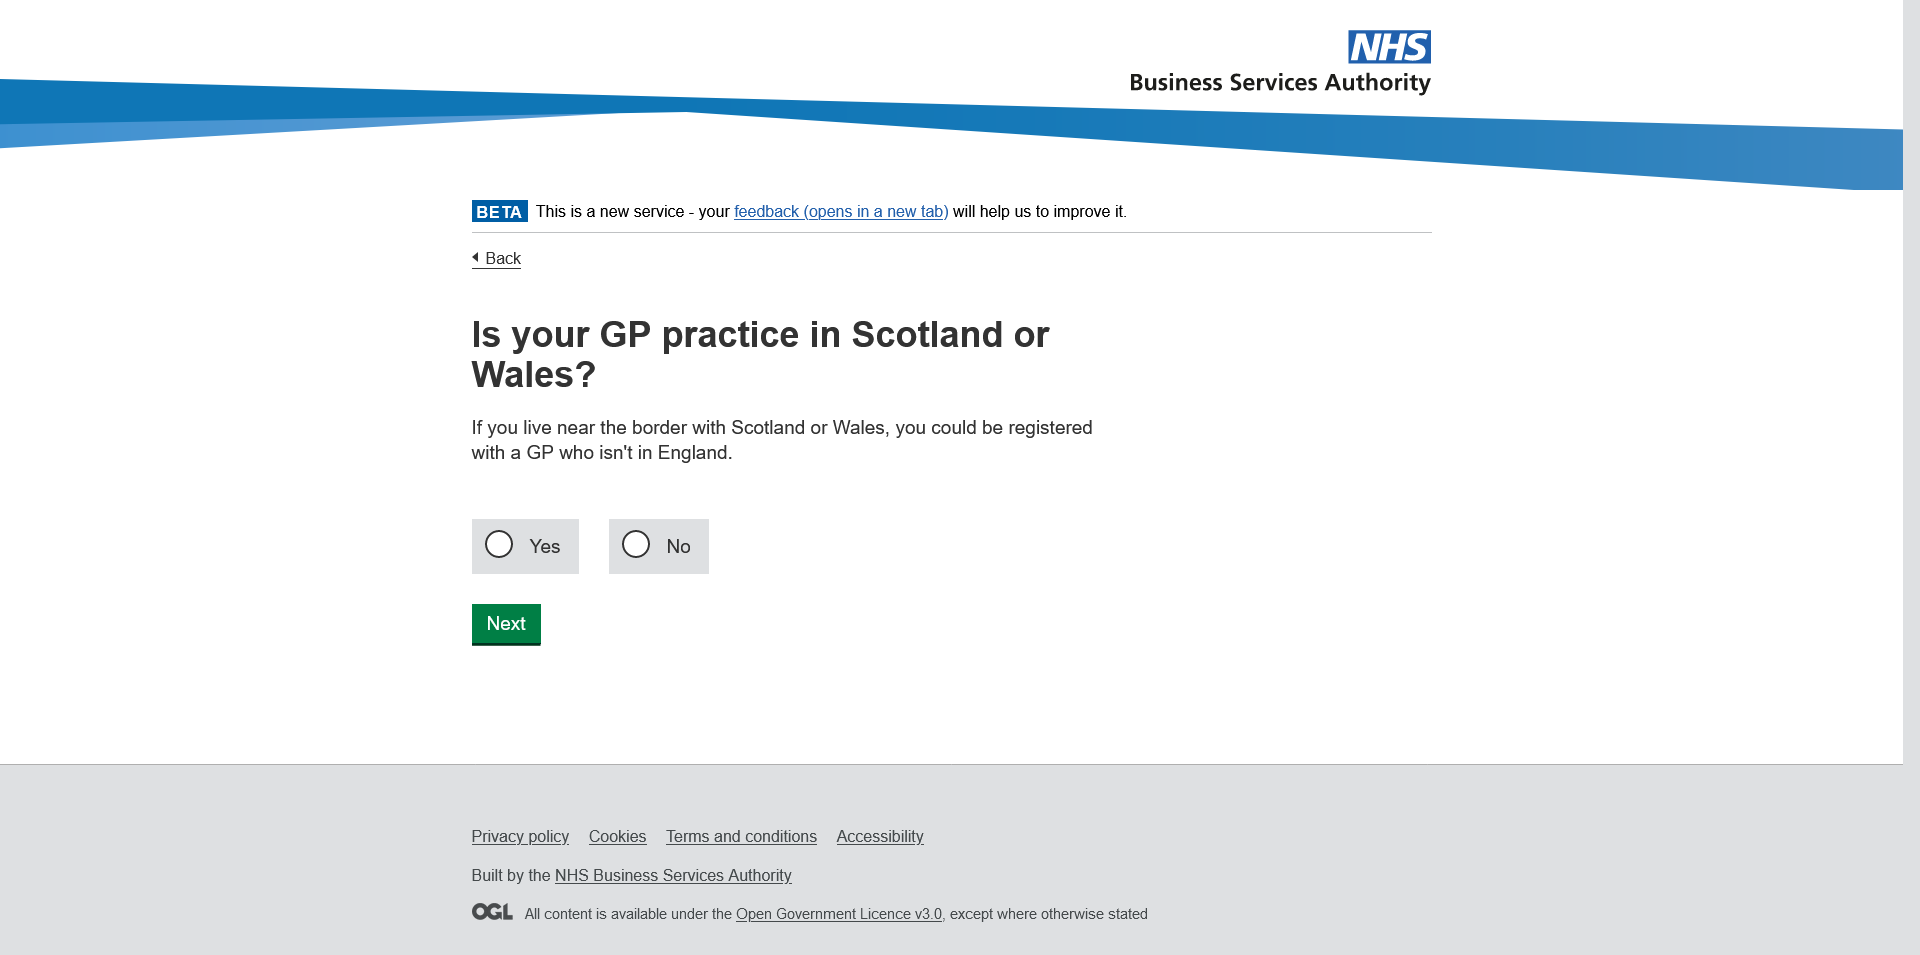 NHS
Business Services Authority
BETA This is a new service - your feedback (opens in a new tab) will help us to improve it.
Back
Is your GP practice in Scotland or
Wales?
If you live near the border with Scotland or Wales, you could be registered
with a GP who isn't in England.
Yes No
Next
Privacy policy Cookies Terms and conditions Accessibility
Built by the NHS Business Services Authority
OGL All content is available under the Open Government Licence v3.0, except where otherwise stated